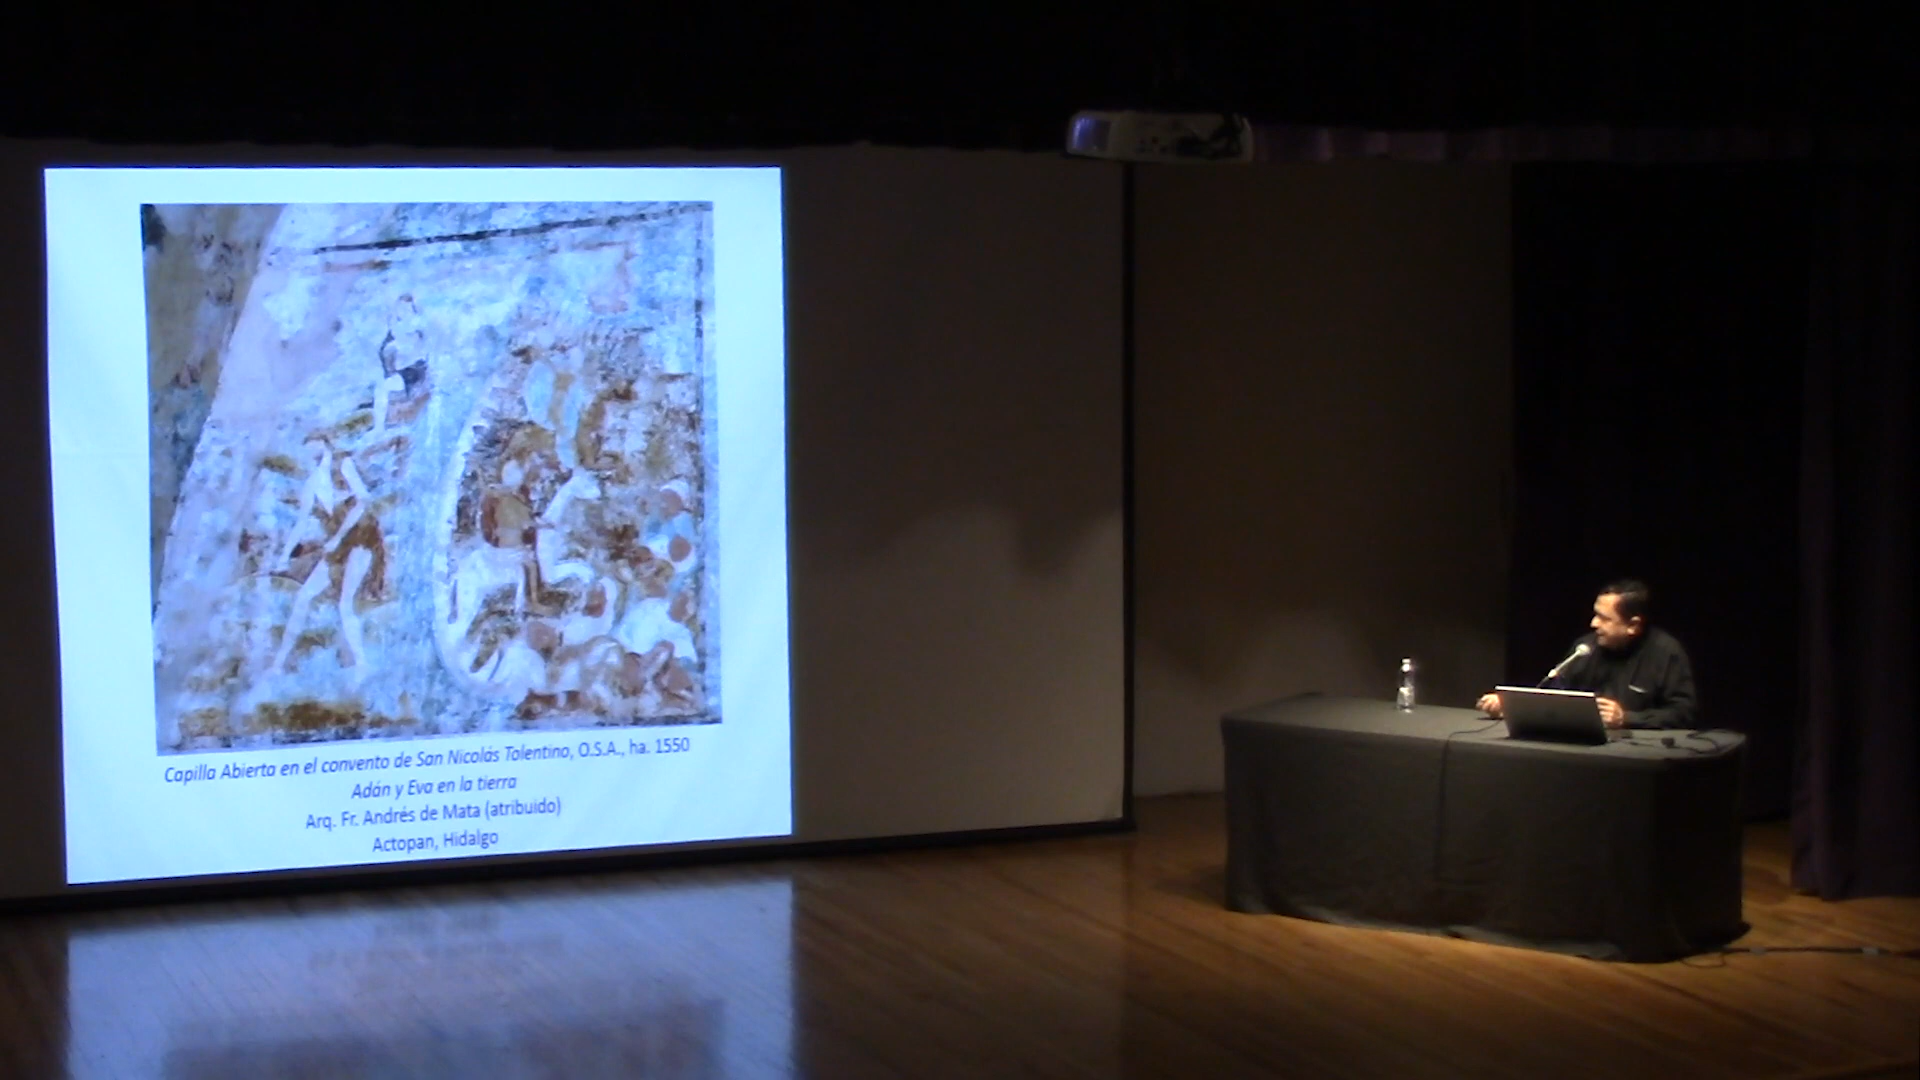 Capilla Abierta en el convento de San Nicolás Tolentino, O.S.A., ha. 1550
Adán y Eva en la tierra
Arq. Fr. Andrés de Mata (atribuido)
Actopan, Hidalgo